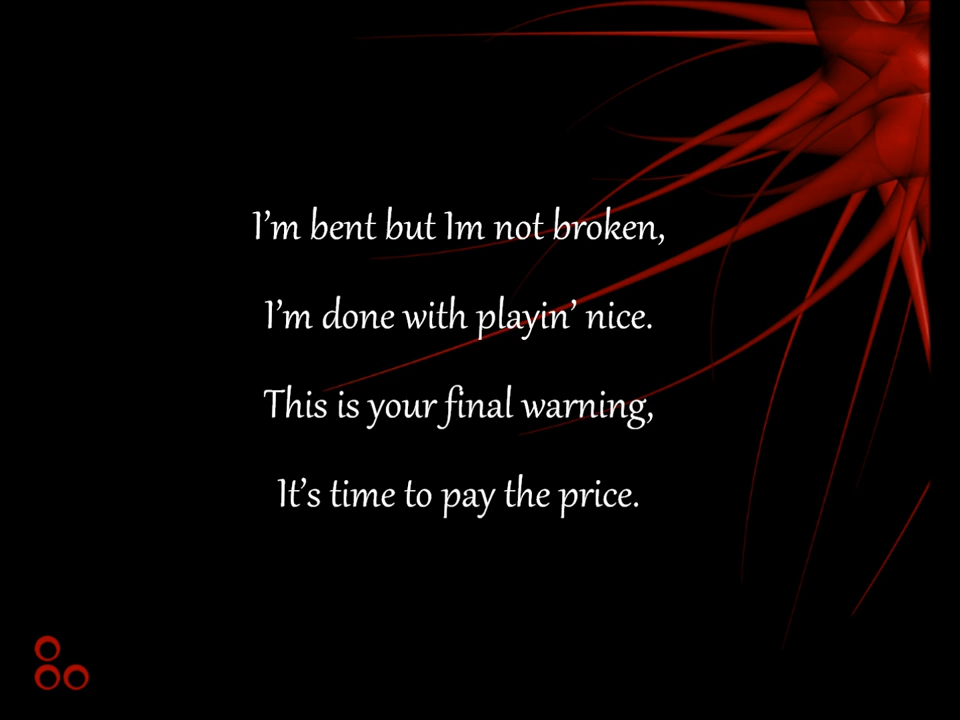 I'm bent but Im not broken,
I'm done with playin' nice.
This is your final warning,
It's time to pay the price.